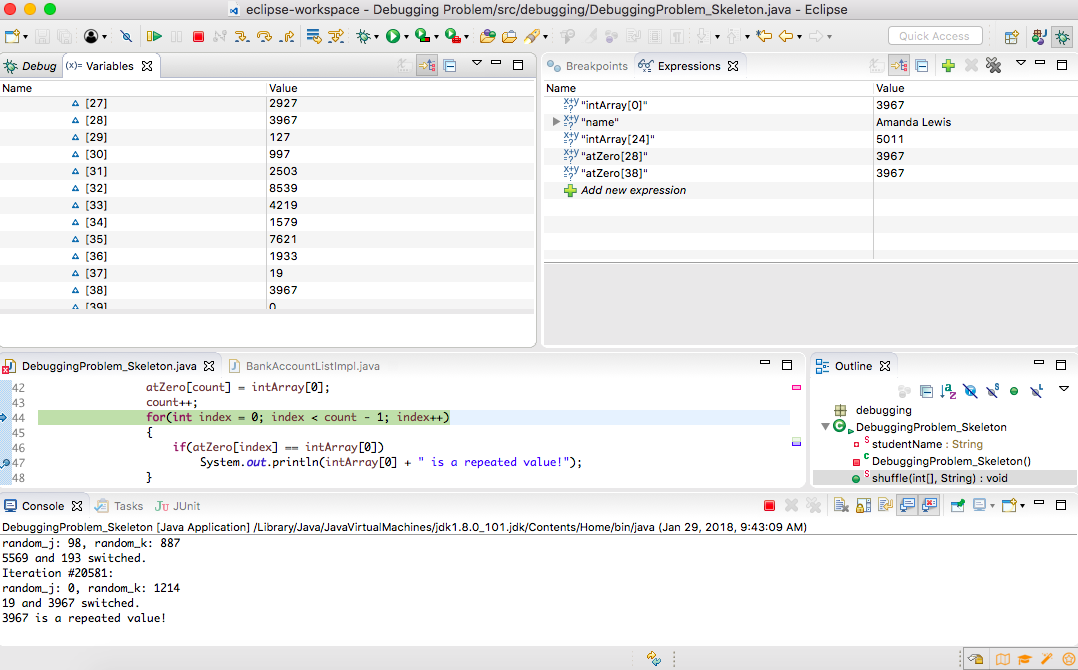 eclipse-workspace - Debugging Problem/src/debugging/DebuggingProblem_Skeleton.java - Eclipse
Quick Access
Debug
(x)= Variables
Name Value
[27] 2927
[28] 3967
[29] 127
[30] 997
[31] 2503
[32] 8539
[33] 4219
[34] 1579
[35] 7621
[36] 1933
[37] 19
[38] 3967
[39] 0
Breakpoints
Expressions
Name Value
"intArray[0]" 3967
"name" Amanda Lewis
"intArray[24]" 5011
"atZero[28]" 3967
"atZero[38]" 3967
Add new expression
DebuggingProblem_Skeleton.java
BankAccountListImpl.java
42 atZero[count] = intArray[0];
43 count++;
44 for(int index = 0; index < count - 1; index++)
45 {
46 if(atZero[index] == intArray[0])
47 System.out.println(intArray[0] + " is a repeated value!");
48 }
Outline
debugging
DebuggingProblem_Skeleton
studentName : String
DebuggingProblem_Skeleton()
shuffle(int[], String) : void
Console
Tasks
JUnit
DebuggingProblem_Skeleton [Java Application] /Library/Java/JavaVirtualMachines/jdk1.8.0_101.jdk/Contents/Home/bin/java (Jan 29, 2018, 9:43:09 AM)
random_j: 98, random_k: 887
5569 and 193 switched.
Iteration #20581:
random_j: 0, random_k: 1214
19 and 3967 switched.
3967 is a repeated value!